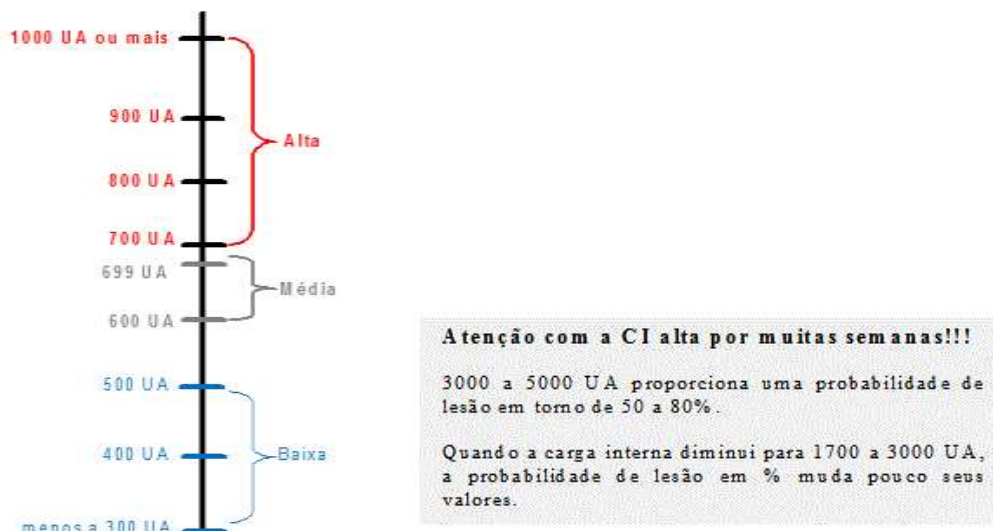 1000 UA ou mais
900 UA
Alta
800 UA
700 UA
699 UA
Média
600 UA
500 UA
400 UA
Baixa
menos a 300 UA
Atenção com a CI alta por muitas semanas!!!
3000 a 5000 UA proporciona uma probabilidade de
lesão em torno de 50 a 80%.
Quando a carga interna diminui para 1700 a 3000 UA,
a probabilidade de lesão em % muda pouco seus
valores.